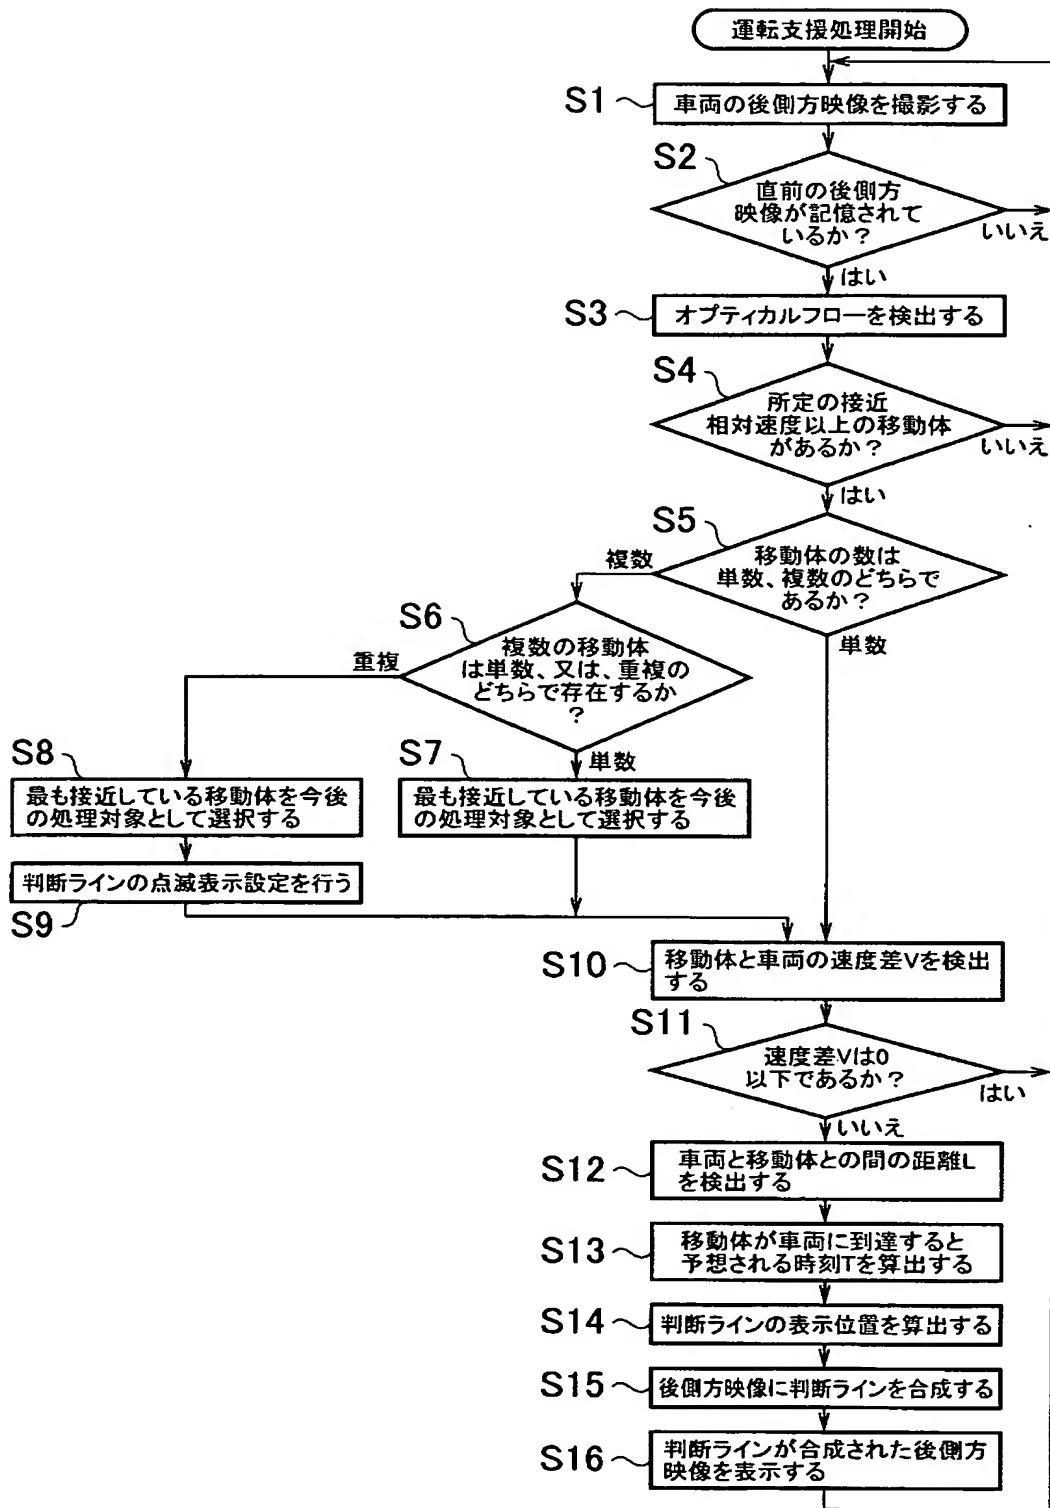 運転支援処理開始
S1
車両の後側方映像を撮影する
S2
直前の後側方
映像が記憶されて
いるか？
いいえ
はい
S3
オプティカルフローを検出する
S4
所定の接近
相対速度以上の移動体
があるか？
いいえ
はい
S5
移動体の数は
単数、複数のどちらで
あるか？
複数
単数
S6
複数の移動体
は単数、又は、重複の
どちらで存在するか
？
重複
単数
S8
最も接近している移動体を今後
の処理対象として選択する
S7
最も接近している移動体を今後
の処理対象として選択する
判断ラインの点滅表示設定を行う
S9
S10
移動体と車両の速度差Vを検出
する
S11
速度差Vは0
以下であるか？
はい
いいえ
S12
車両と移動体との間の距離L
を検出する
S13
移動体が車両に到達すると
予想される時刻Tを算出する
S14
判断ラインの表示位置を算出する
S15
後側方映像に判断ラインを合成する
S16
判断ラインが合成された後側方
映像を表示する